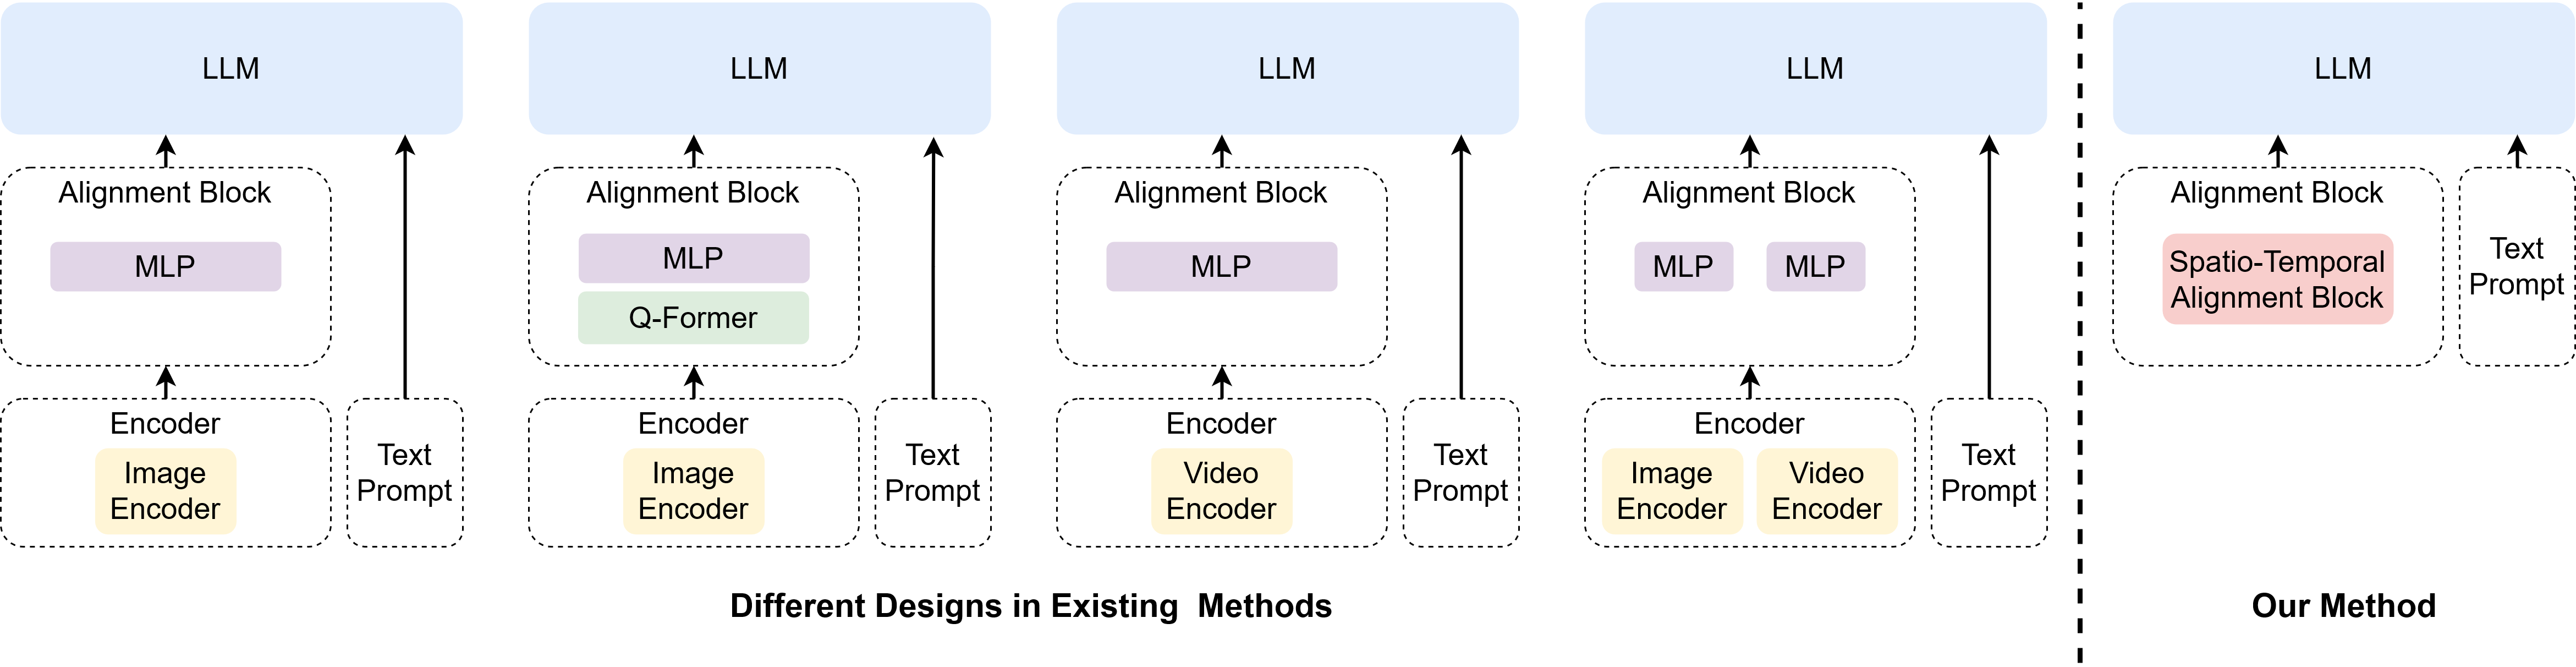 LLM
Alignment Block
MLP
Encoder
Image
Encoder
Text
Prompt
LLM
Alignment Block
MLP
Q-Former
Encoder
Image
Encoder
Text
Prompt
LLM
Alignment Block
MLP
Encoder
Video
Encoder
Text
Prompt
LLM
Alignment Block
MLP
MLP
Encoder
Image
Encoder
Video
Encoder
Text
Prompt
Different Designs in Existing Methods
LLM
Alignment Block
Spatio-Temporal
Alignment Block
Text
Prompt
Our Method